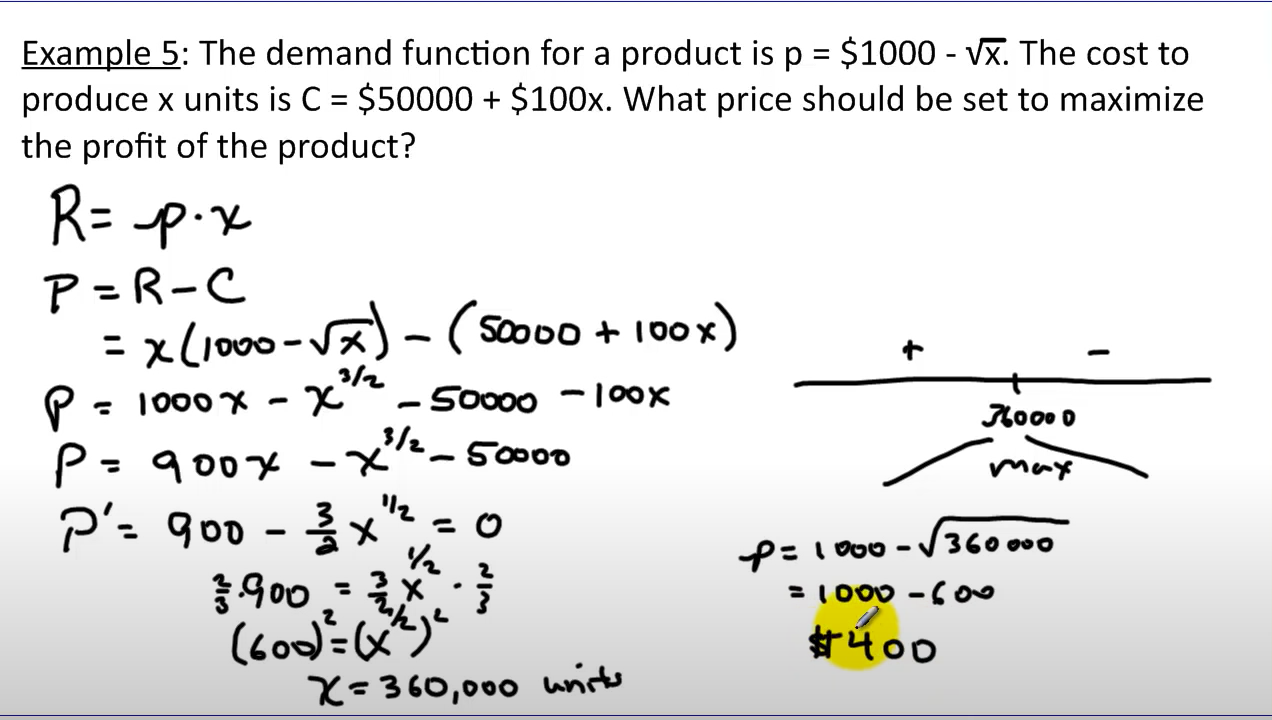 Example 5: The demand function for a product is p = $1000 - √x. The cost to
produce x units is C = $50000 + $100x. What price should be set to maximize
the profit of the product?
R = p · x
P = R - C
= x(1000 - √x) - (50000 + 100x)
P = 1000x - x^3/2 - 50000 - 100x
P = 900x - x^3/2 - 50000
P' = 900 - 3/2 x^1/2 = 0
2/3 · 900 = 3/2 x^1/2 · 2/3
(600)^2 = (x^1/2)^2
x = 360,000 units
+ -
360000
max
p = 1000 - √360000
= 1000 - 600
$400